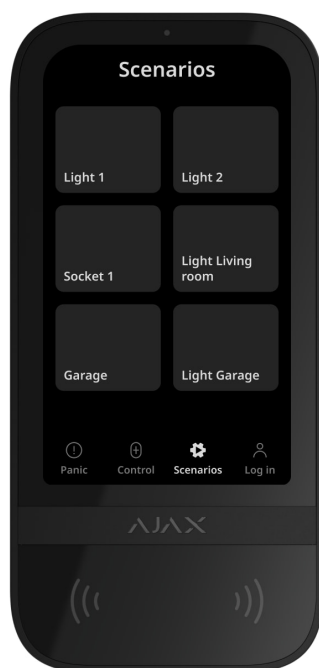 Scenarios
Light 1
Light 2
Socket 1
Light Living
room
Garage
Light Garage
Panic
Control
Scenarios
Log in
AJAX